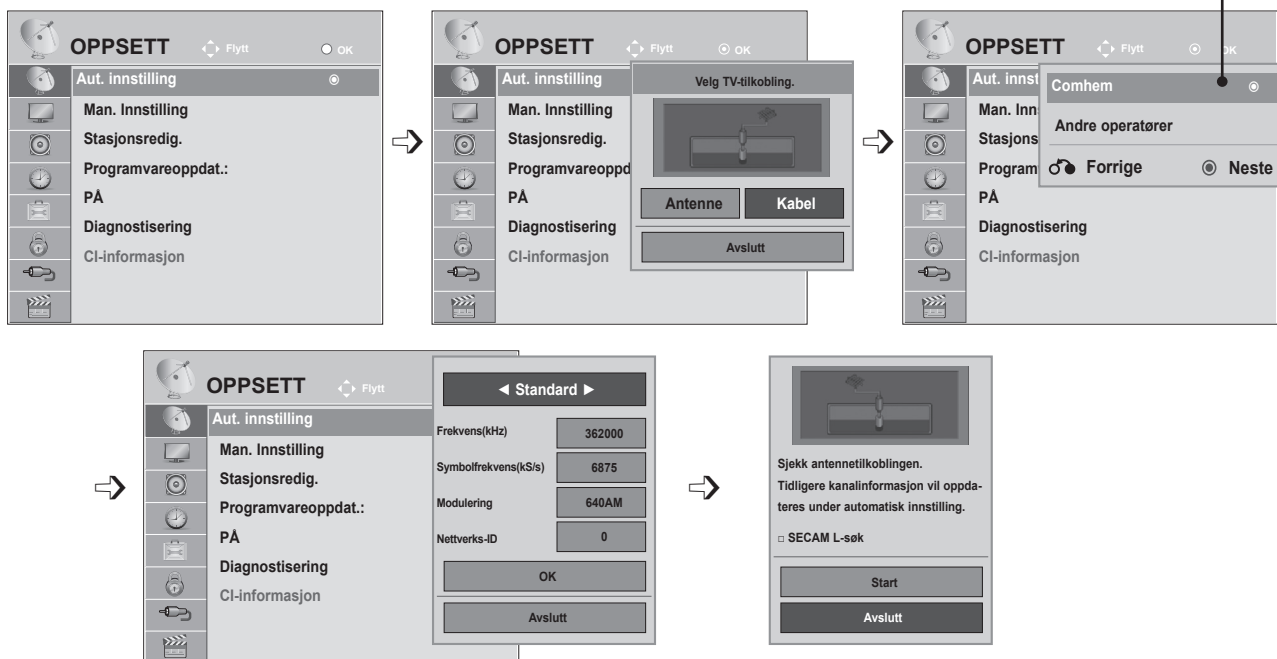 OPPSETT Flytt OK
Aut. innstilling
Man. Innstilling
Stasjonsredig.
Programvareoppdat.:
PÅ
Diagnostisering
CI-informasjon
OPPSETT Flytt OK
Aut. innstilling
Man. Innstilling
Stasjonsredig.
Programvareoppd
PÅ
Diagnostisering
CI-informasjon
Velg TV-tilkobling.
Antenne Kabel
Avslutt
OPPSETT Flytt OK
Aut. innst
Man. Inn
Stasjons
Program
PÅ
Diagnostisering
CI-informasjon
Comhem
Andre operatører
Forrige Neste
OPPSETT Flytt
Aut. innstilling
Man. Innstilling
Stasjonsredig.
Programvareoppdat.:
PÅ
Diagnostisering
CI-informasjon
◄ Standard ►
Frekvens(kHz) 362000
Symbolfrekvens(kS/s) 6875
Modulering 640AM
Nettverks-ID 0
OK
Avslutt
Sjekk antennetilkoblingen.
Tidligere kanalinformasjon vil oppda-
teres under automatisk innstilling.
□ SECAM L-søk
Start
Avslutt